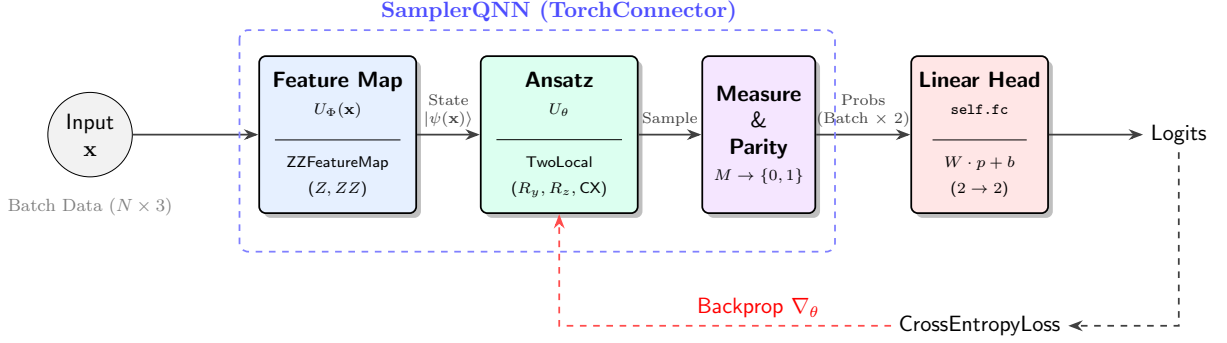 SamplerQNN (TorchConnector)
Input
𝐱
Batch Data (N × 3)
Feature Map
U_Φ(𝐱)
ZZFeatureMap
(Z, ZZ)
State
|ψ(𝐱)⟩
Ansatz
U_θ
TwoLocal
(R_y, R_z, CX)
Sample
Measure
&
Parity
M → {0, 1}
Probs
(Batch × 2)
Linear Head
self.fc
W · p + b
(2 → 2)
Logits
Backprop ∇_θ
CrossEntropyLoss